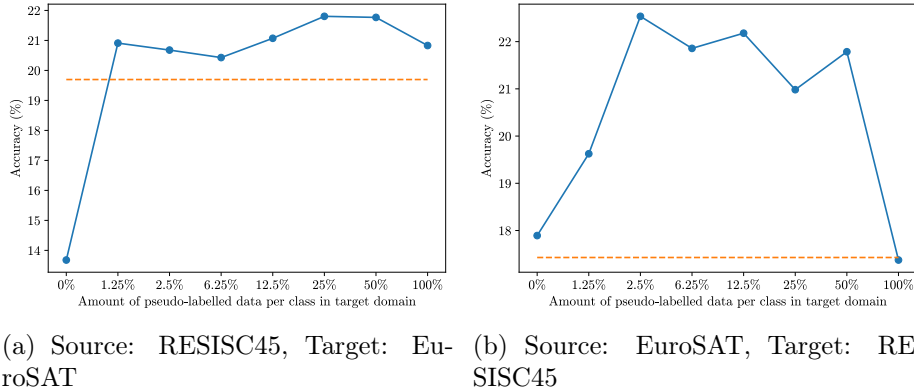 22
21
20
19
18
17
16
15
14
Accuracy (%)
0% 1.25% 2.5% 6.25% 12.5% 25% 50% 100%
Amount of pseudo-labelled data per class in target domain
22
21
20
19
18
Accuracy (%)
0% 1.25% 2.5% 6.25% 12.5% 25% 50% 100%
Amount of pseudo-labelled data per class in target domain
(a) Source: RESISC45, Target: Eu-
roSAT
(b) Source: EuroSAT, Target: RE
SISC45